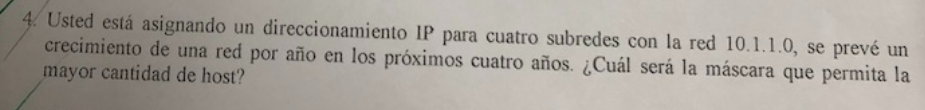 4. Usted está asignando un direccionamiento IP para cuatro subredes con la red 10.1.1.0, se prevé un
crecimiento de una red por año en los próximos cuatro años. ¿Cuál será la máscara que permita la
mayor cantidad de host?